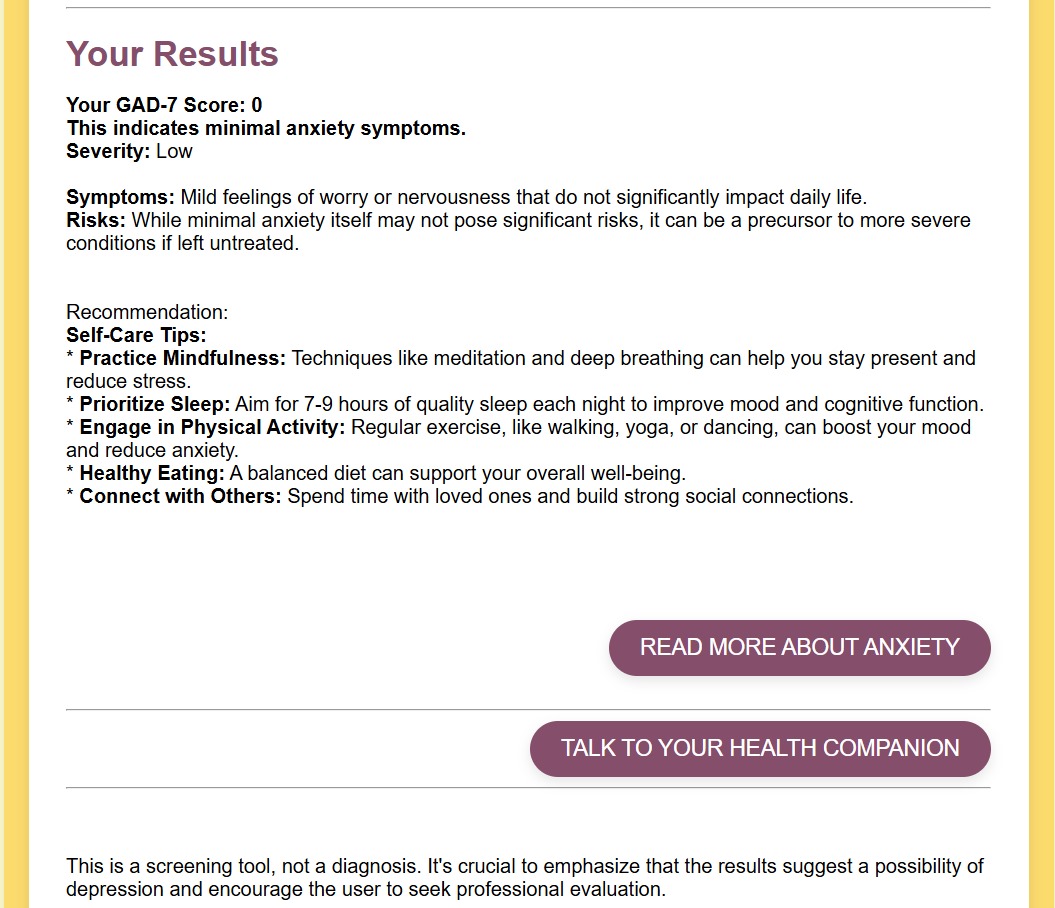 Your Results
Your GAD-7 Score: 0
This indicates minimal anxiety symptoms.
Severity: Low
Symptoms: Mild feelings of worry or nervousness that do not significantly impact daily life.
Risks: While minimal anxiety itself may not pose significant risks, it can be a precursor to more severe
conditions if left untreated.
Recommendation:
Self-Care Tips:
* Practice Mindfulness: Techniques like meditation and deep breathing can help you stay present and
reduce stress.
* Prioritize Sleep: Aim for 7-9 hours of quality sleep each night to improve mood and cognitive function.
* Engage in Physical Activity: Regular exercise, like walking, yoga, or dancing, can boost your mood
and reduce anxiety.
* Healthy Eating: A balanced diet can support your overall well-being.
* Connect with Others: Spend time with loved ones and build strong social connections.
READ MORE ABOUT ANXIETY
TALK TO YOUR HEALTH COMPANION
This is a screening tool, not a diagnosis. It's crucial to emphasize that the results suggest a possibility of
depression and encourage the user to seek professional evaluation.